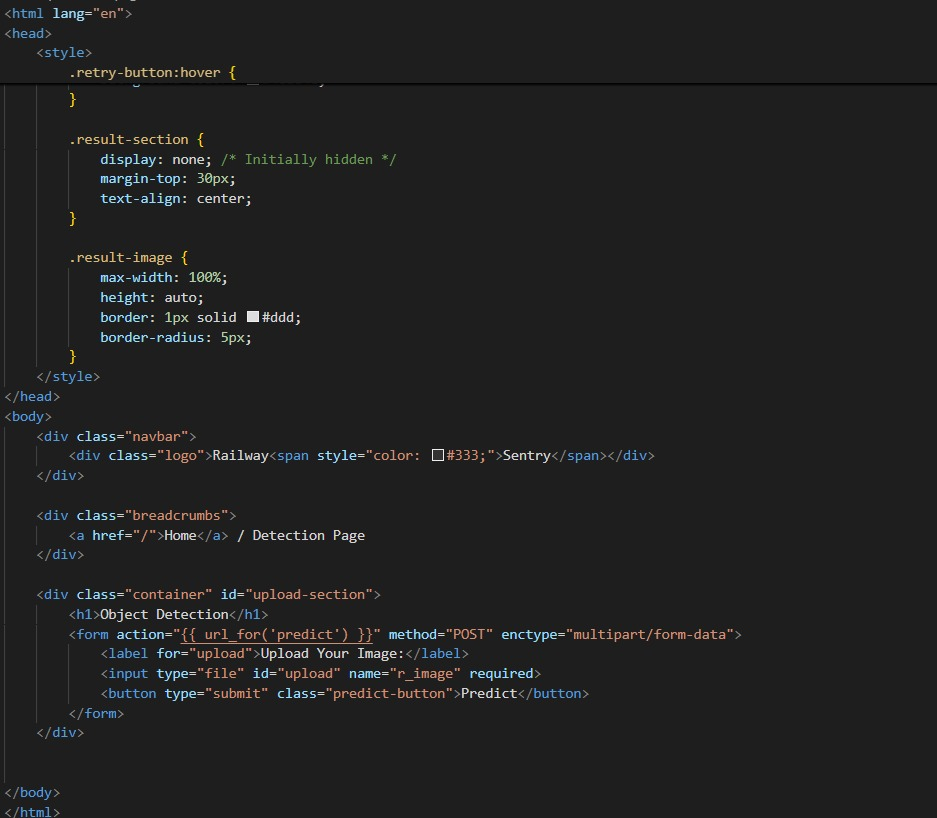 <html lang="en">
<head>
    <style>
        .retry-button:hover {
        }

        .result-section {
            display: none; /* Initially hidden */
            margin-top: 30px;
            text-align: center;
        }

        .result-image {
            max-width: 100%;
            height: auto;
            border: 1px solid #ddd;
            border-radius: 5px;
        }
    </style>
</head>
<body>
    <div class="navbar">
        <div class="logo">Railway<span style="color: #333;">Sentry</span></div>
    </div>

    <div class="breadcrumbs">
        <a href="/">Home</a> / Detection Page
    </div>

    <div class="container" id="upload-section">
        <h1>Object Detection</h1>
        <form action="{{ url_for('predict') }}" method="POST" enctype="multipart/form-data">
            <label for="upload">Upload Your Image:</label>
            <input type="file" id="upload" name="r_image" required>
            <button type="submit" class="predict-button">Predict</button>
        </form>
    </div>

</body>
</html>